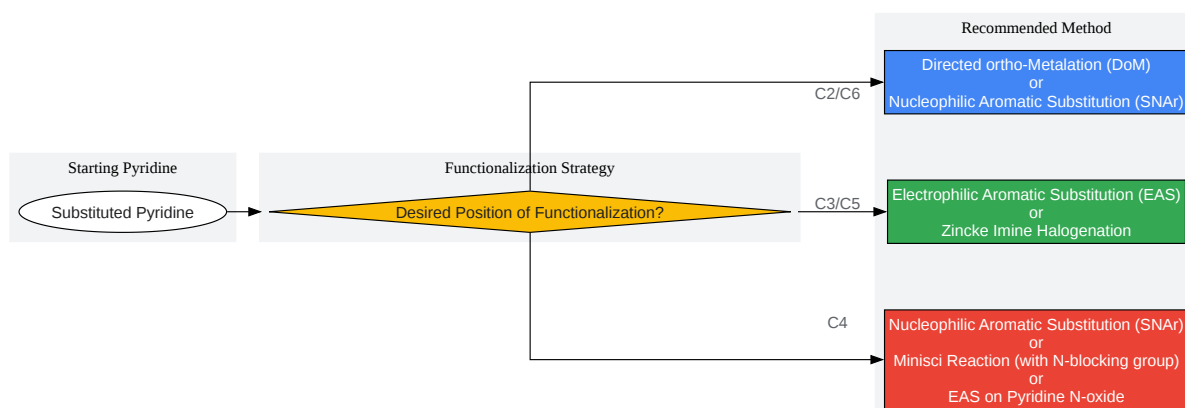 Recommended Method
Directed ortho-Metalation (DoM)
or
Nucleophilic Aromatic Substitution (SNAr)
C2/C6
Starting Pyridine
Functionalization Strategy
Substituted Pyridine
Desired Position of Functionalization?
C3/C5
Electrophilic Aromatic Substitution (EAS)
or
Zincke Imine Halogenation
C4
Nucleophilic Aromatic Substitution (SNAr)
or
Minisci Reaction (with N-blocking group)
or
EAS on Pyridine N-oxide